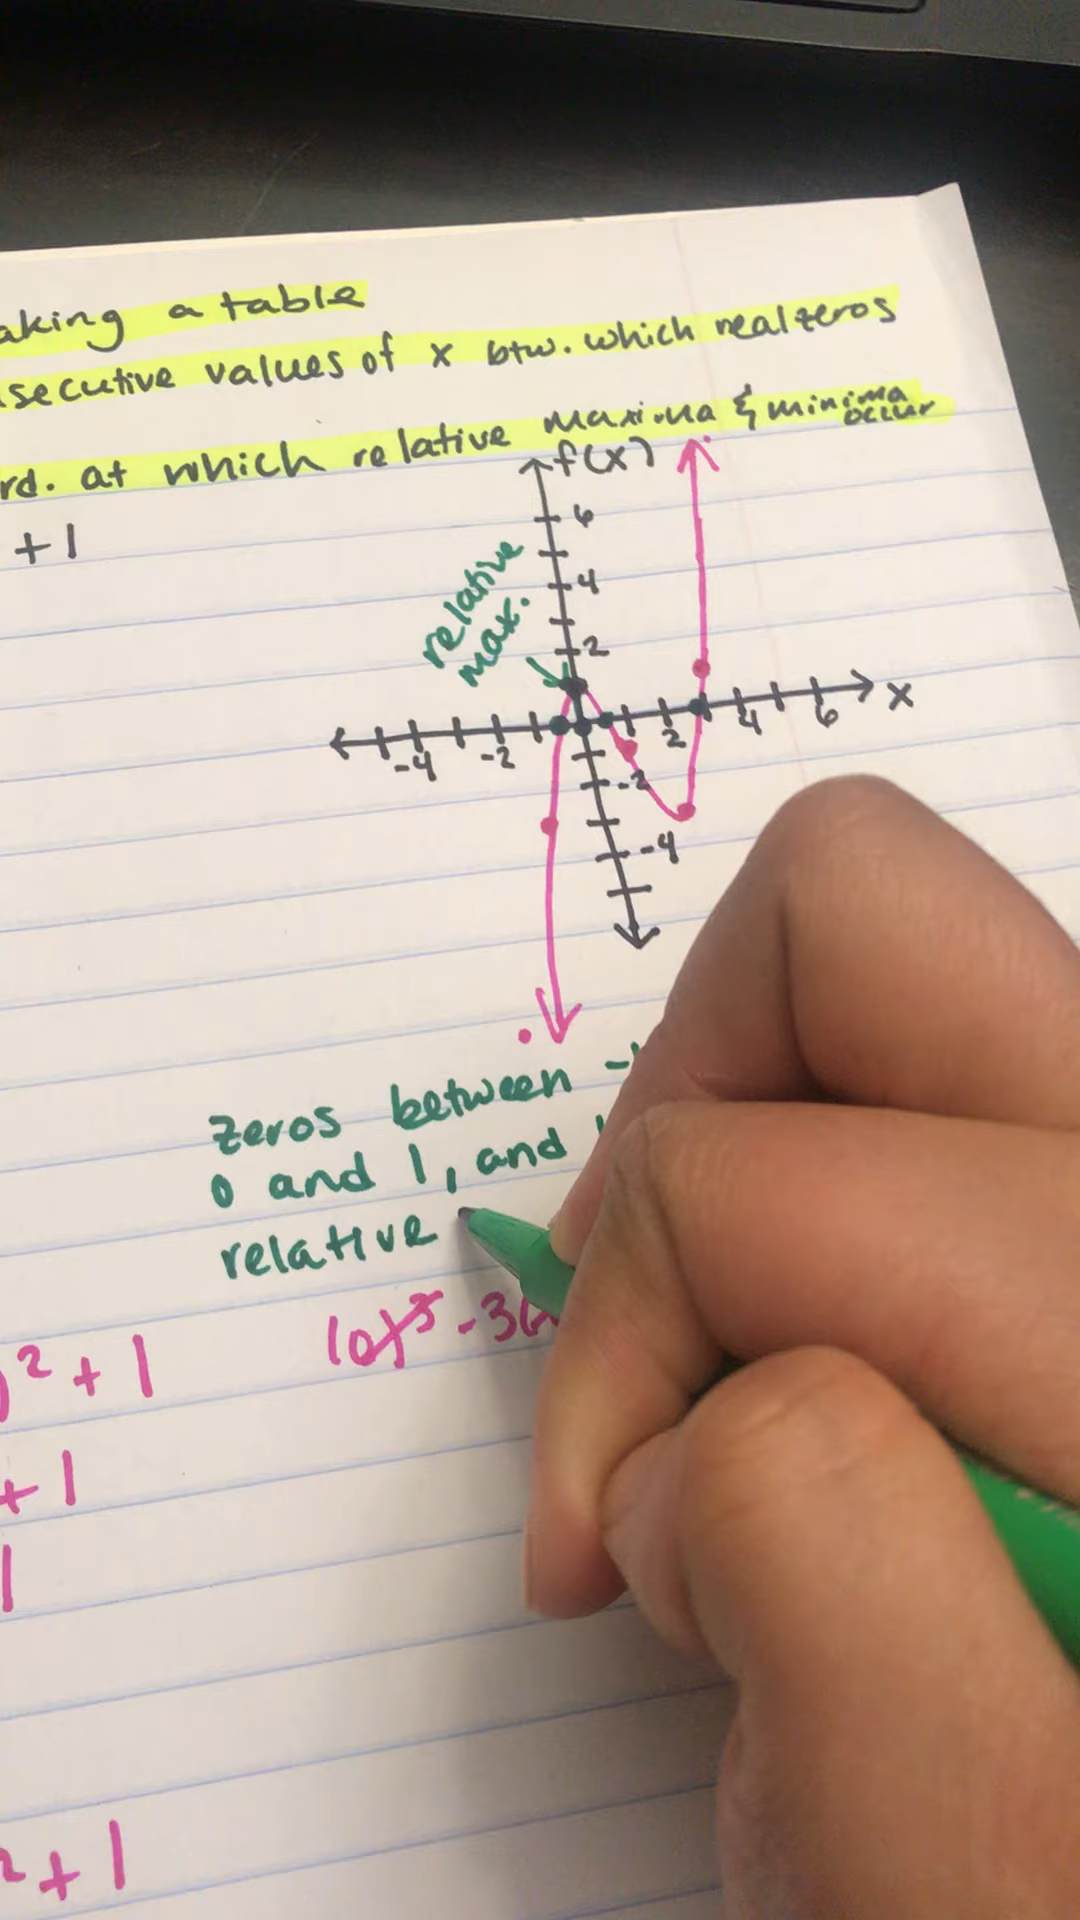 aking a table
secutive values of x btw. which real zeros
rd. at which relative maxima & minima
occur
+1
f(x)
6
4
2
relative
max.
x
-4
-2
2
4
6
-2
-4
zeros between -1
0 and 1, and
relative
)² + 1
(0)³ - 3(
+ 1
1
² + 1